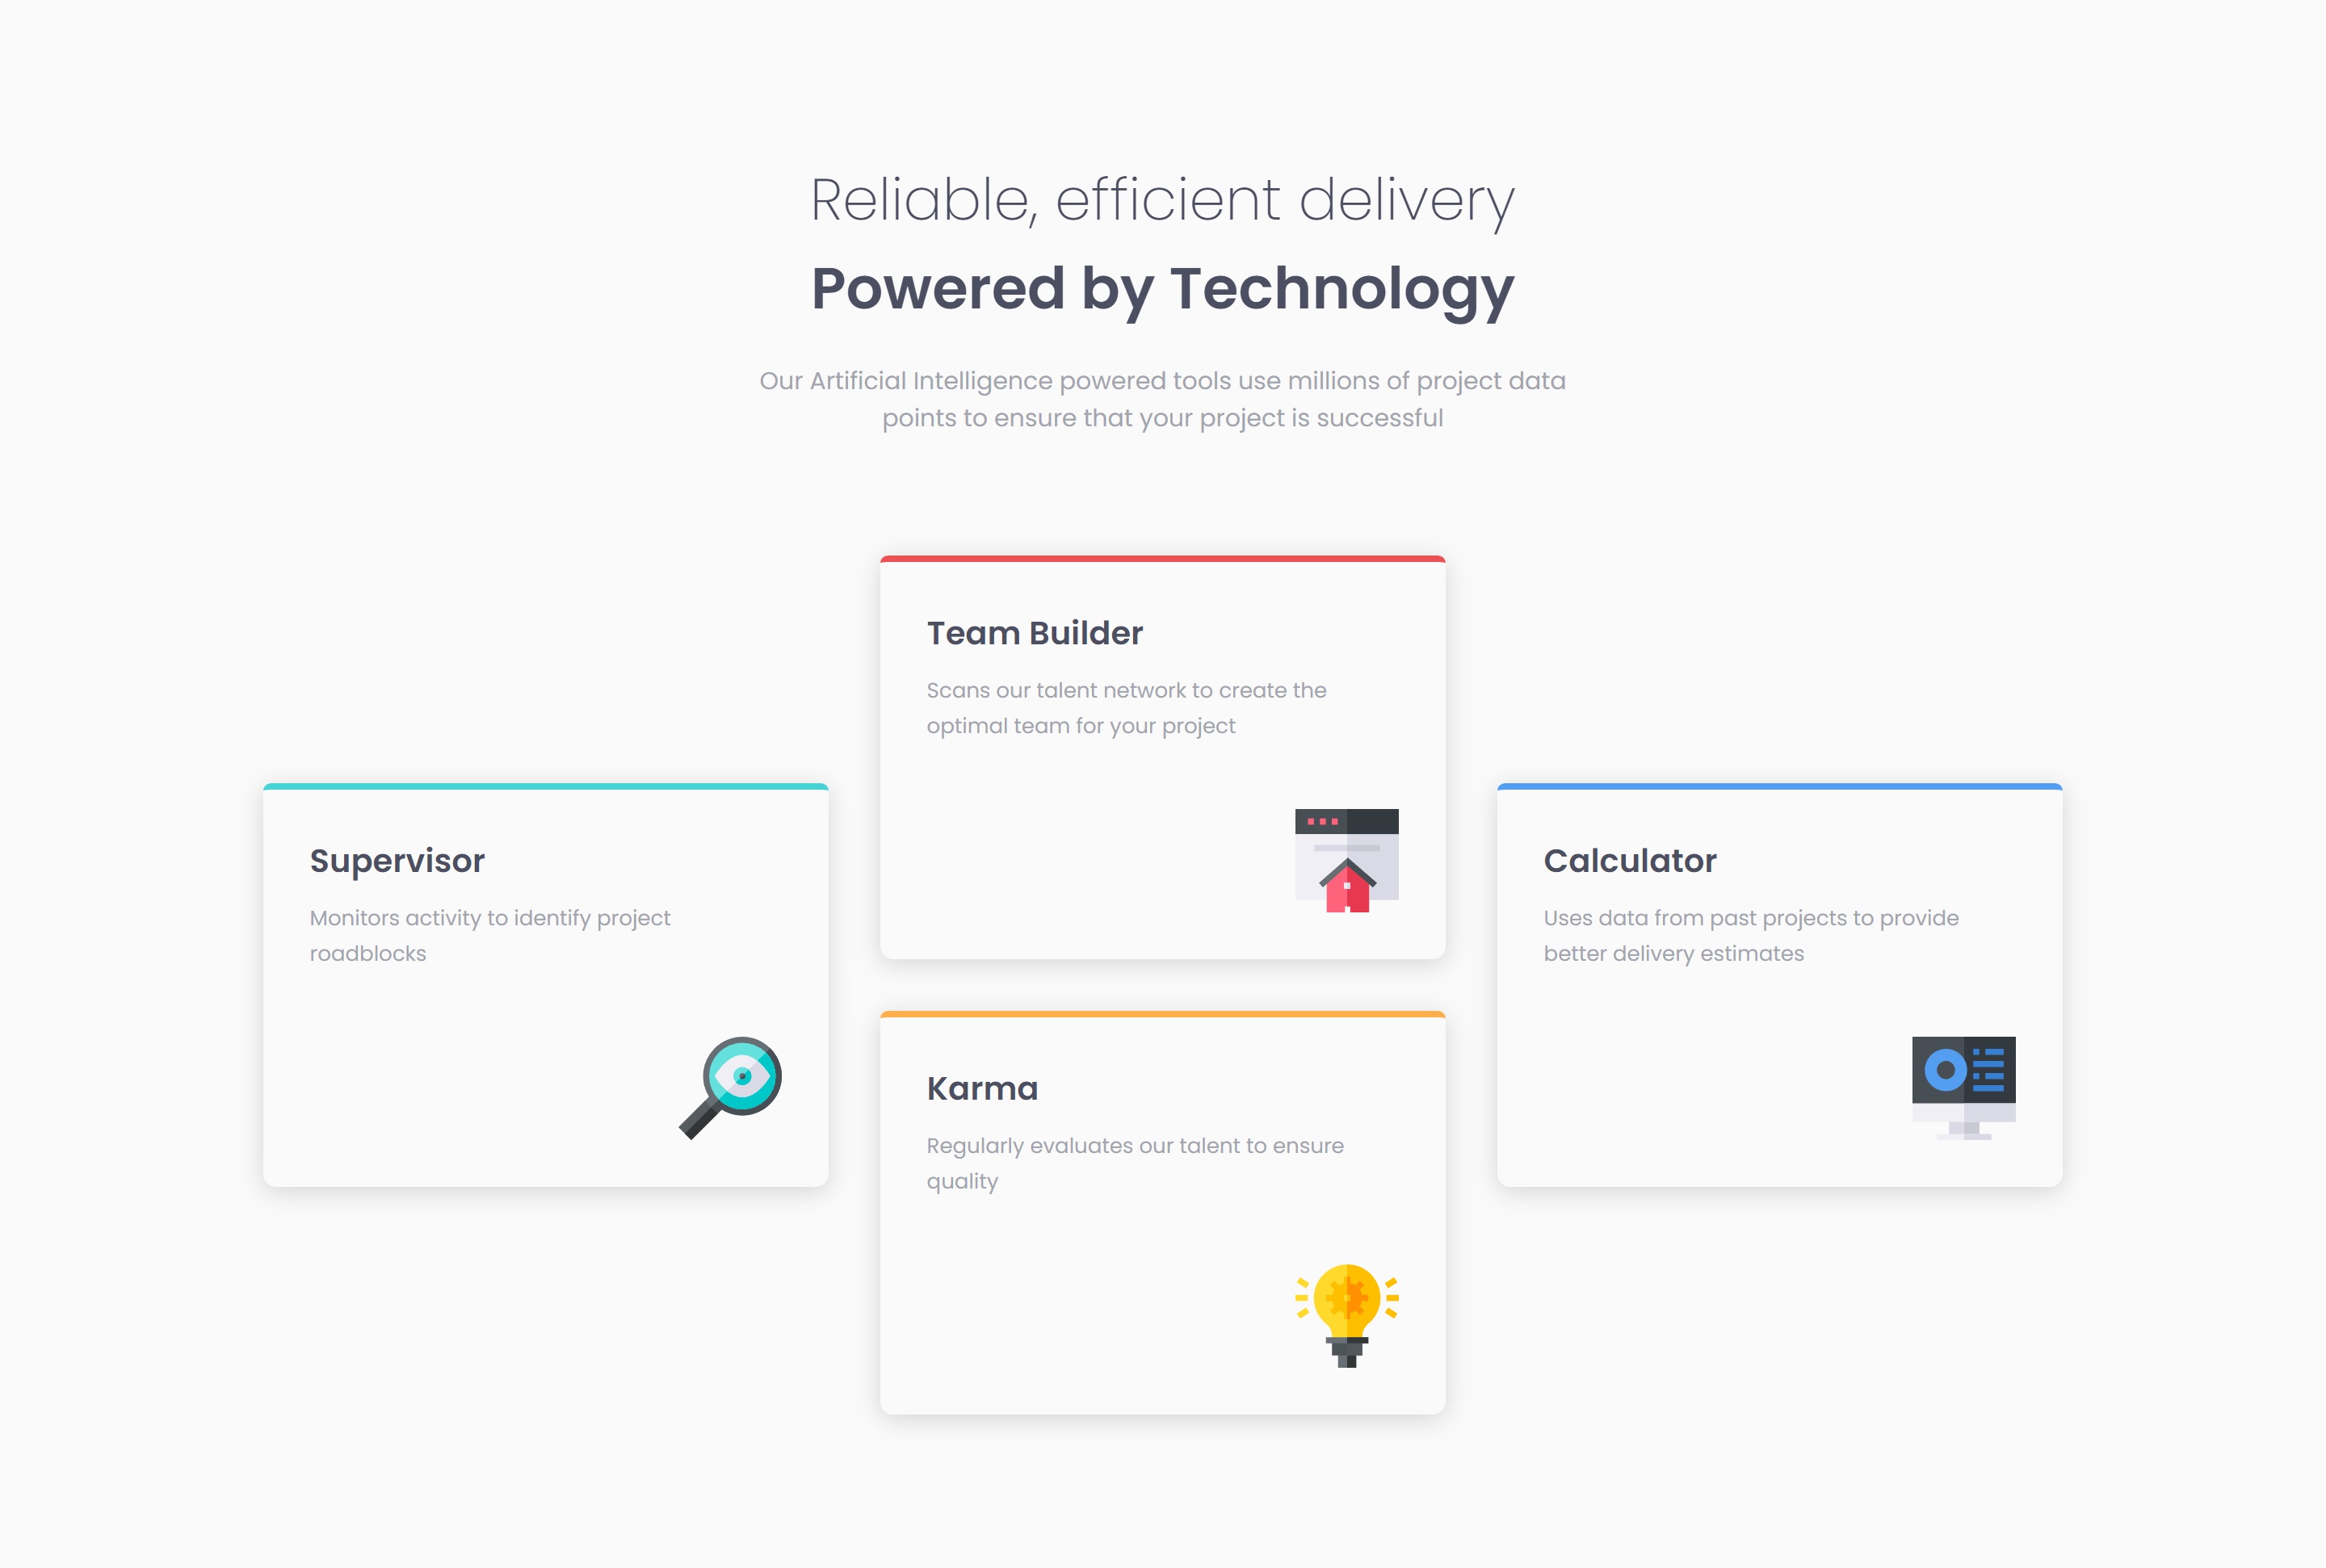 Reliable, efficient delivery
Powered by Technology
Our Artificial Intelligence powered tools use millions of project data
points to ensure that your project is successful
Team Builder
Scans our talent network to create the
optimal team for your project
Supervisor
Monitors activity to identify project
roadblocks
Calculator
Uses data from past projects to provide
better delivery estimates
Karma
Regularly evaluates our talent to ensure
quality